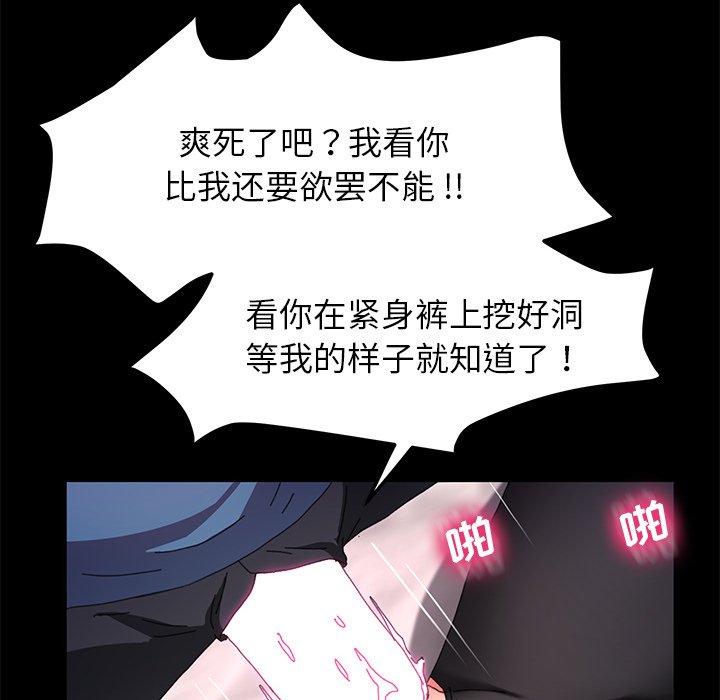 爽死了吧？我看你
比我还要欲罢不能!!
看你在紧身裤上挖好洞
等我的样子就知道了！
啪
啪